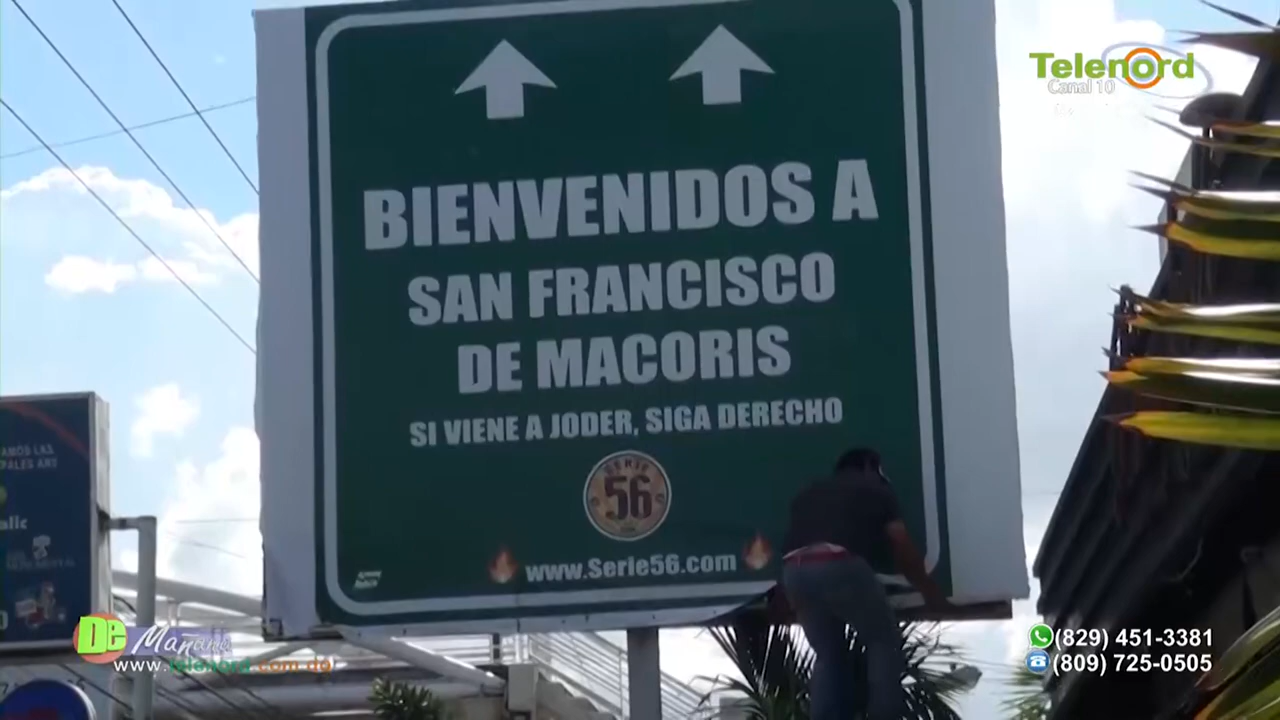 Telenord
Canal 10
BIENVENIDOS A
SAN FRANCISCO
DE MACORIS
SI VIENE A JODER, SIGA DERECHO
SERIE
56
www.Serie56.com
De Mañana
www.telenord.com.do
(829) 451-3381
(809) 725-0505